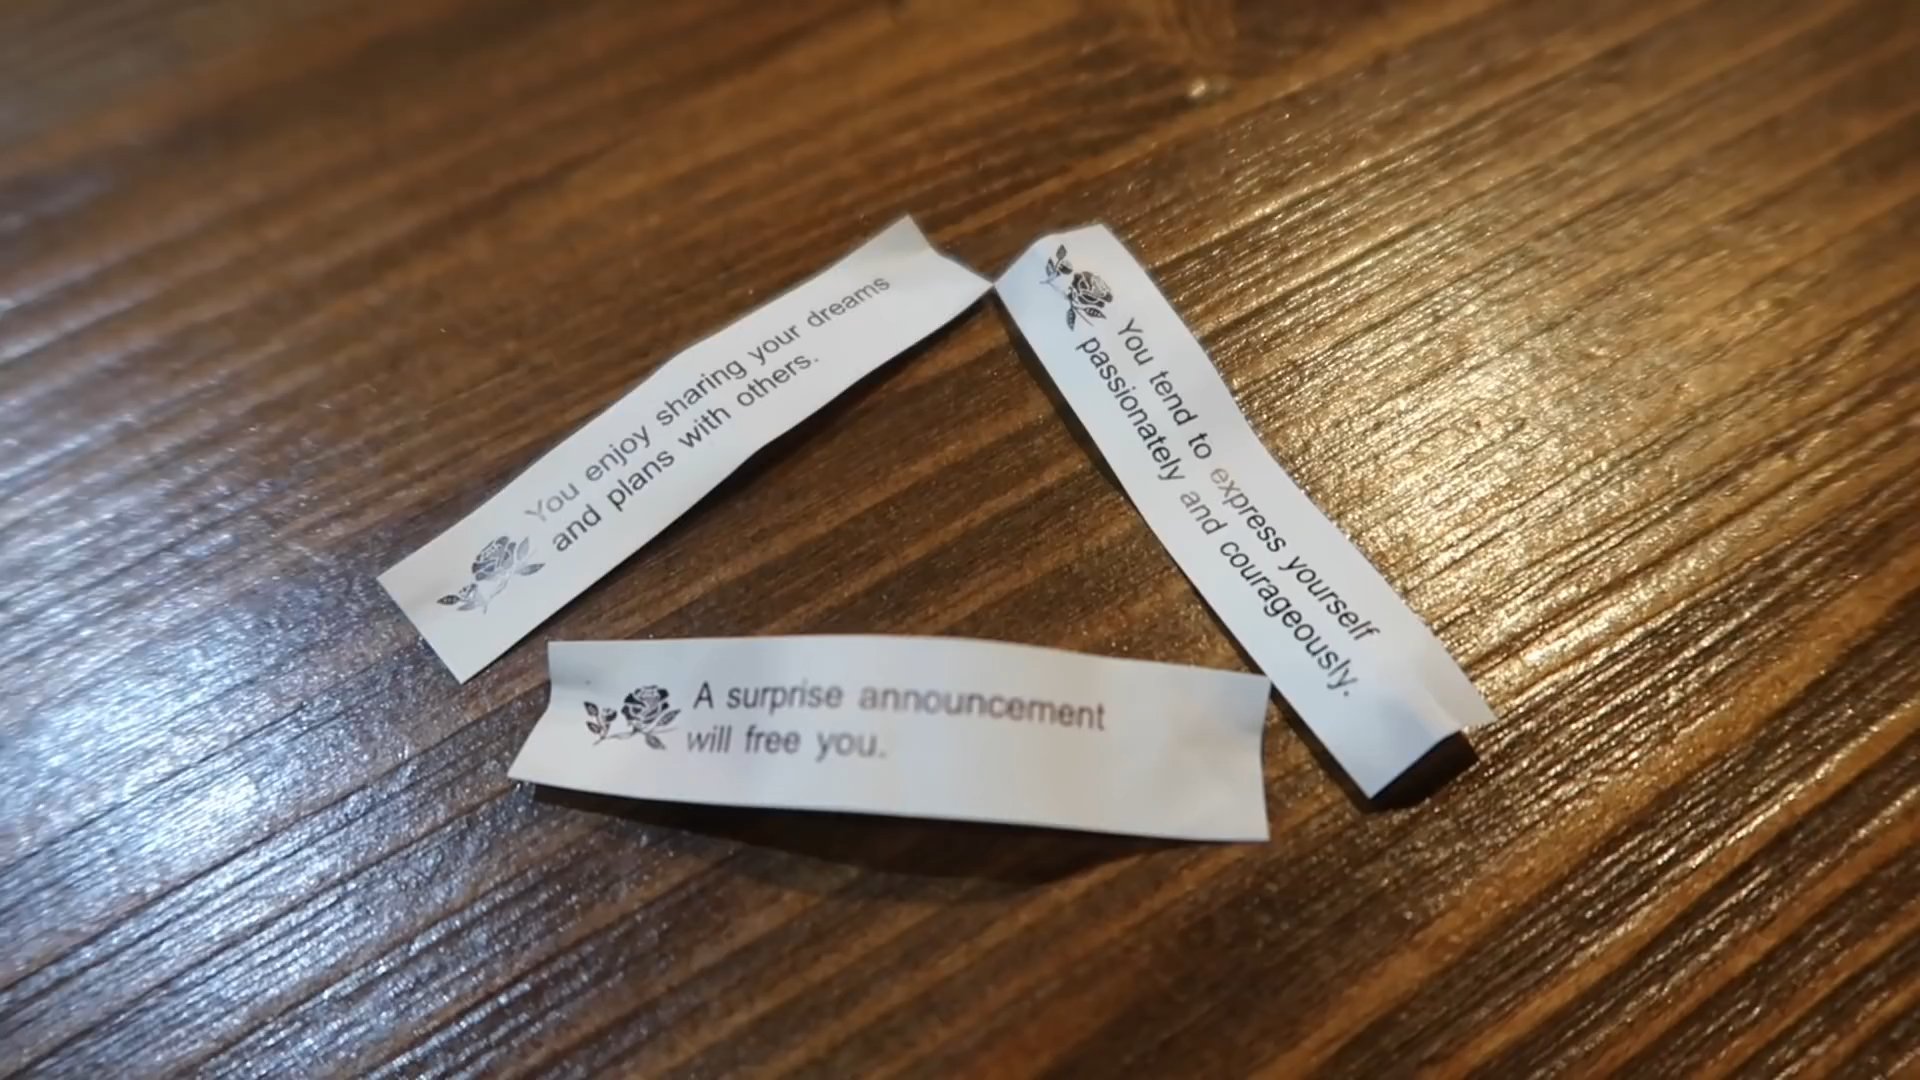 You enjoy sharing your dreams
and plans with others.
You tend to express yourself
passionately and courageously.
A surprise announcement
will free you.